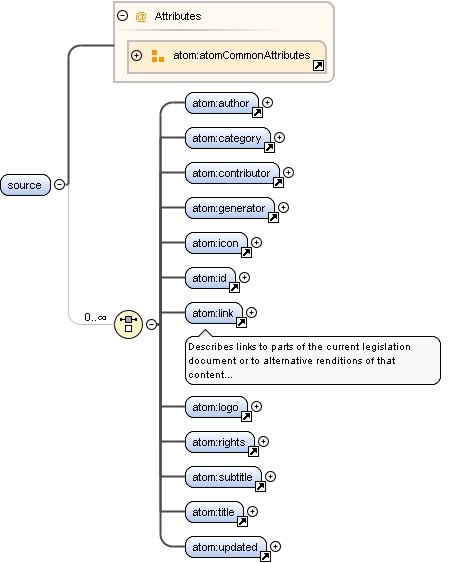 @ Attributes
atom:atomCommonAttributes
atom:author
atom:category
atom:contributor
source
atom:generator
atom:icon
atom:id
atom:link
0..∞
Describes links to parts of the current legislation
document or to alternative renditions of that
content...
atom:logo
atom:rights
atom:subtitle
atom:title
atom:updated